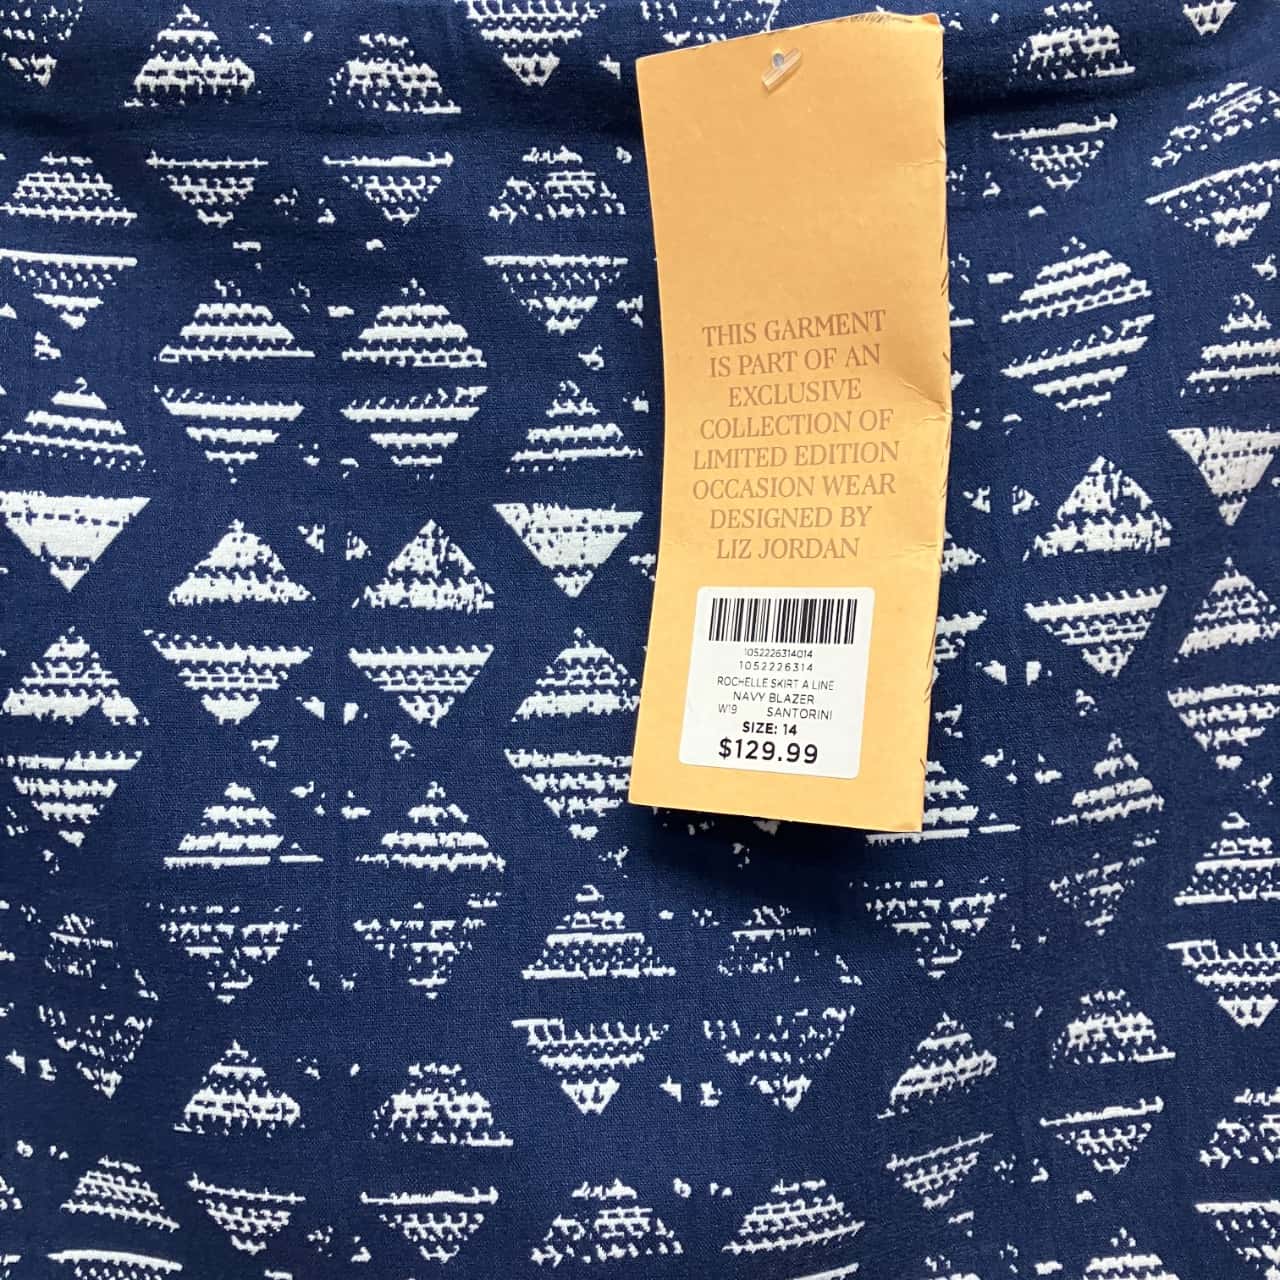 THIS GARMENT
IS PART OF AN
EXCLUSIVE
COLLECTION OF
LIMITED EDITION
OCCASION WEAR
DESIGNED BY
LIZ JORDAN
1052226314014
1052226314
ROCHELLE SKIRT A LINE
NAVY BLAZER
W'9 SANTORINI
SIZE: 14
$129.99